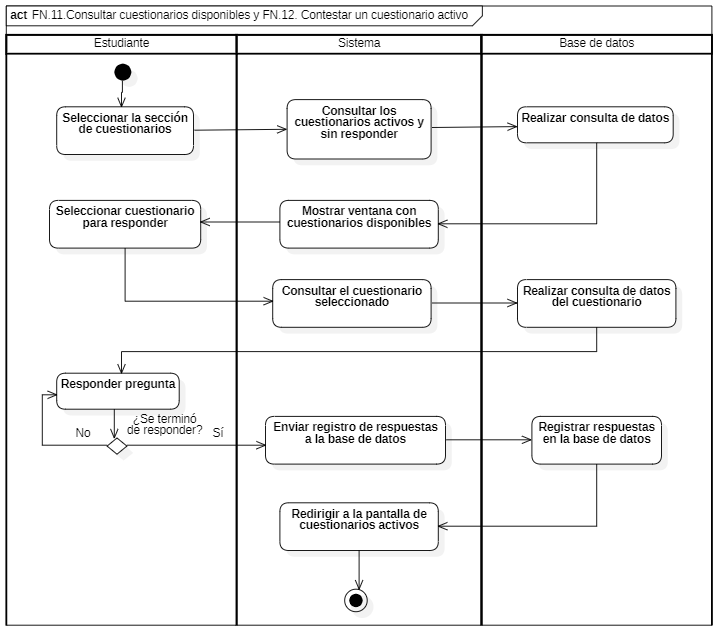 act FN.11.Consultar cuestionarios disponibles y FN.12. Contestar un cuestionario activo
Estudiante
Sistema
Base de datos
Seleccionar la sección
de cuestionarios
Consultar los
cuestionarios activos y
sin responder
Realizar consulta de datos
Seleccionar cuestionario
para responder
Mostrar ventana con
cuestionarios disponibles
Consultar el cuestionario
seleccionado
Realizar consulta de datos
del cuestionario
Responder pregunta
¿Se terminó
de responder?
No
Sí
Enviar registro de respuestas
a la base de datos
Registrar respuestas
en la base de datos
Redirigir a la pantalla de
cuestionarios activos